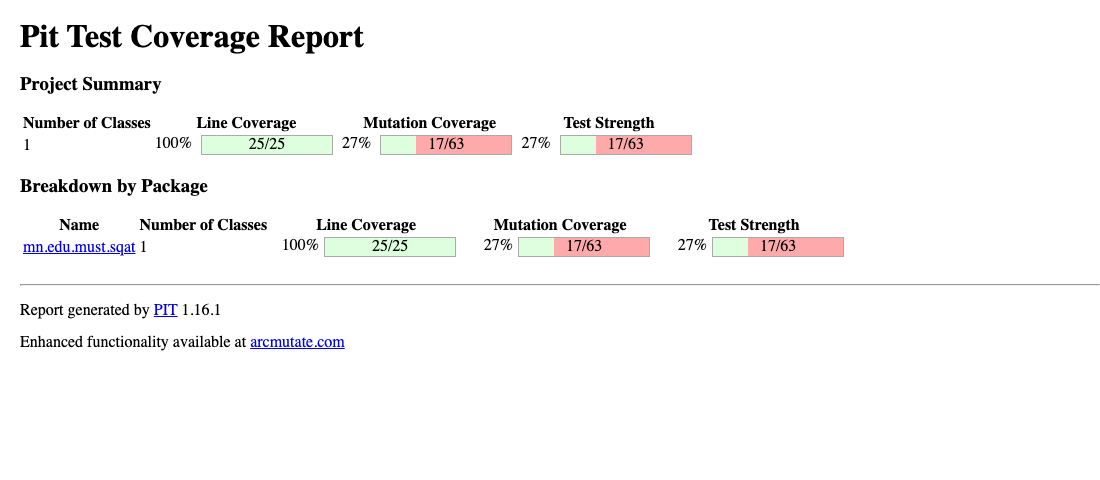 Pit Test Coverage Report
Project Summary
Number of Classes Line Coverage Mutation Coverage Test Strength
1 100% 25/25 27% 17/63 27% 17/63
Breakdown by Package
Name Number of Classes Line Coverage Mutation Coverage Test Strength
mn.edu.must.sqat 1 100% 25/25 27% 17/63 27% 17/63
Report generated by PIT 1.16.1
Enhanced functionality available at arcmutate.com